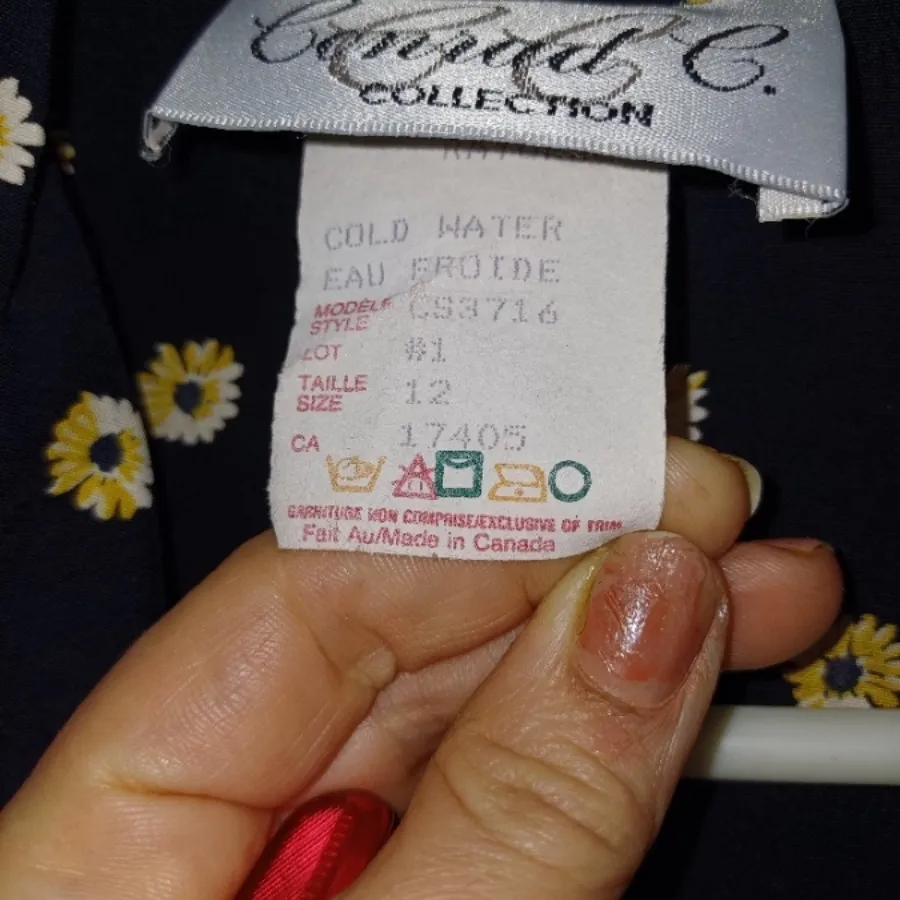 C.
COLLECTION
COLD WATER
EAU FROIDE
MODÈLE CS3716
STYLE
LOT #1
TAILLE 12
SIZE
CA 17405
GARNITURE NON COMPRISE/EXCLUSIVE OF TRIM
Fait Au/Made in Canada